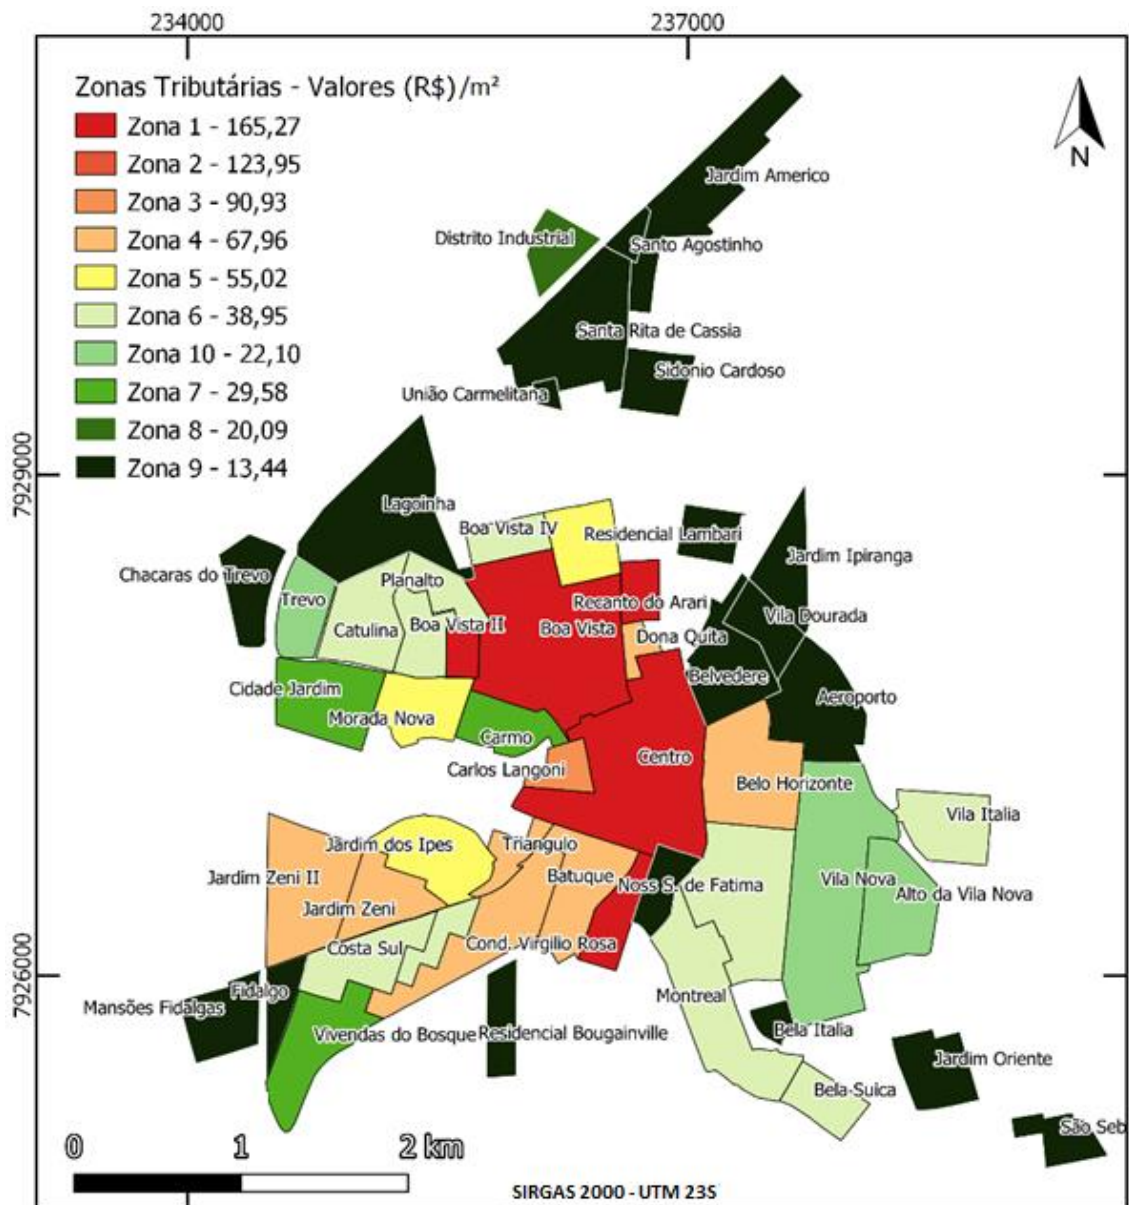 234000
237000
Zonas Tributárias - Valores (R$)/m²
Zona 1 - 165,27
Zona 2 - 123,95
Zona 3 - 90,93
Zona 4 - 67,96
Zona 5 - 55,02
Zona 6 - 38,95
Zona 10 - 22,10
Zona 7 - 29,58
Zona 8 - 20,09
Zona 9 - 13,44
N
Jardim Americo
Distrito Industrial
Santo Agostinho
Santa Rita de Cassia
Sidonio Cardoso
União Carmelitana
7929000
Lagoinha
Boa Vista IV
Residencial Lambari
Jardim Ipiranga
Chacaras do Trevo
Planalto
Trevo
Recanto do Arari
Vila Dourada
Catulina
Boa Vista II
Boa Vista
Dona Quita
Belvedere
Cidade Jardim
Aeroporto
Morada Nova
Carmo
Centro
Carlos Langoni
Belo Horizonte
Vila Italia
Jardim dos Ipes
Triangulo
Jardim Zeni II
Batuque
Noss S. de Fatima
Vila Nova
Alto da Vila Nova
Jardim Zeni
Costa Sul
Cond. Virgilio Rosa
7926000
Fidalgo
Montreal
Mansões Fidalgas
Vivendas do Bosque
Residencial Bougainville
Bela Italia
Jardim Oriente
Bela Suica
São Seb
0
1
2 km
SIRGAS 2000 - UTM 23S